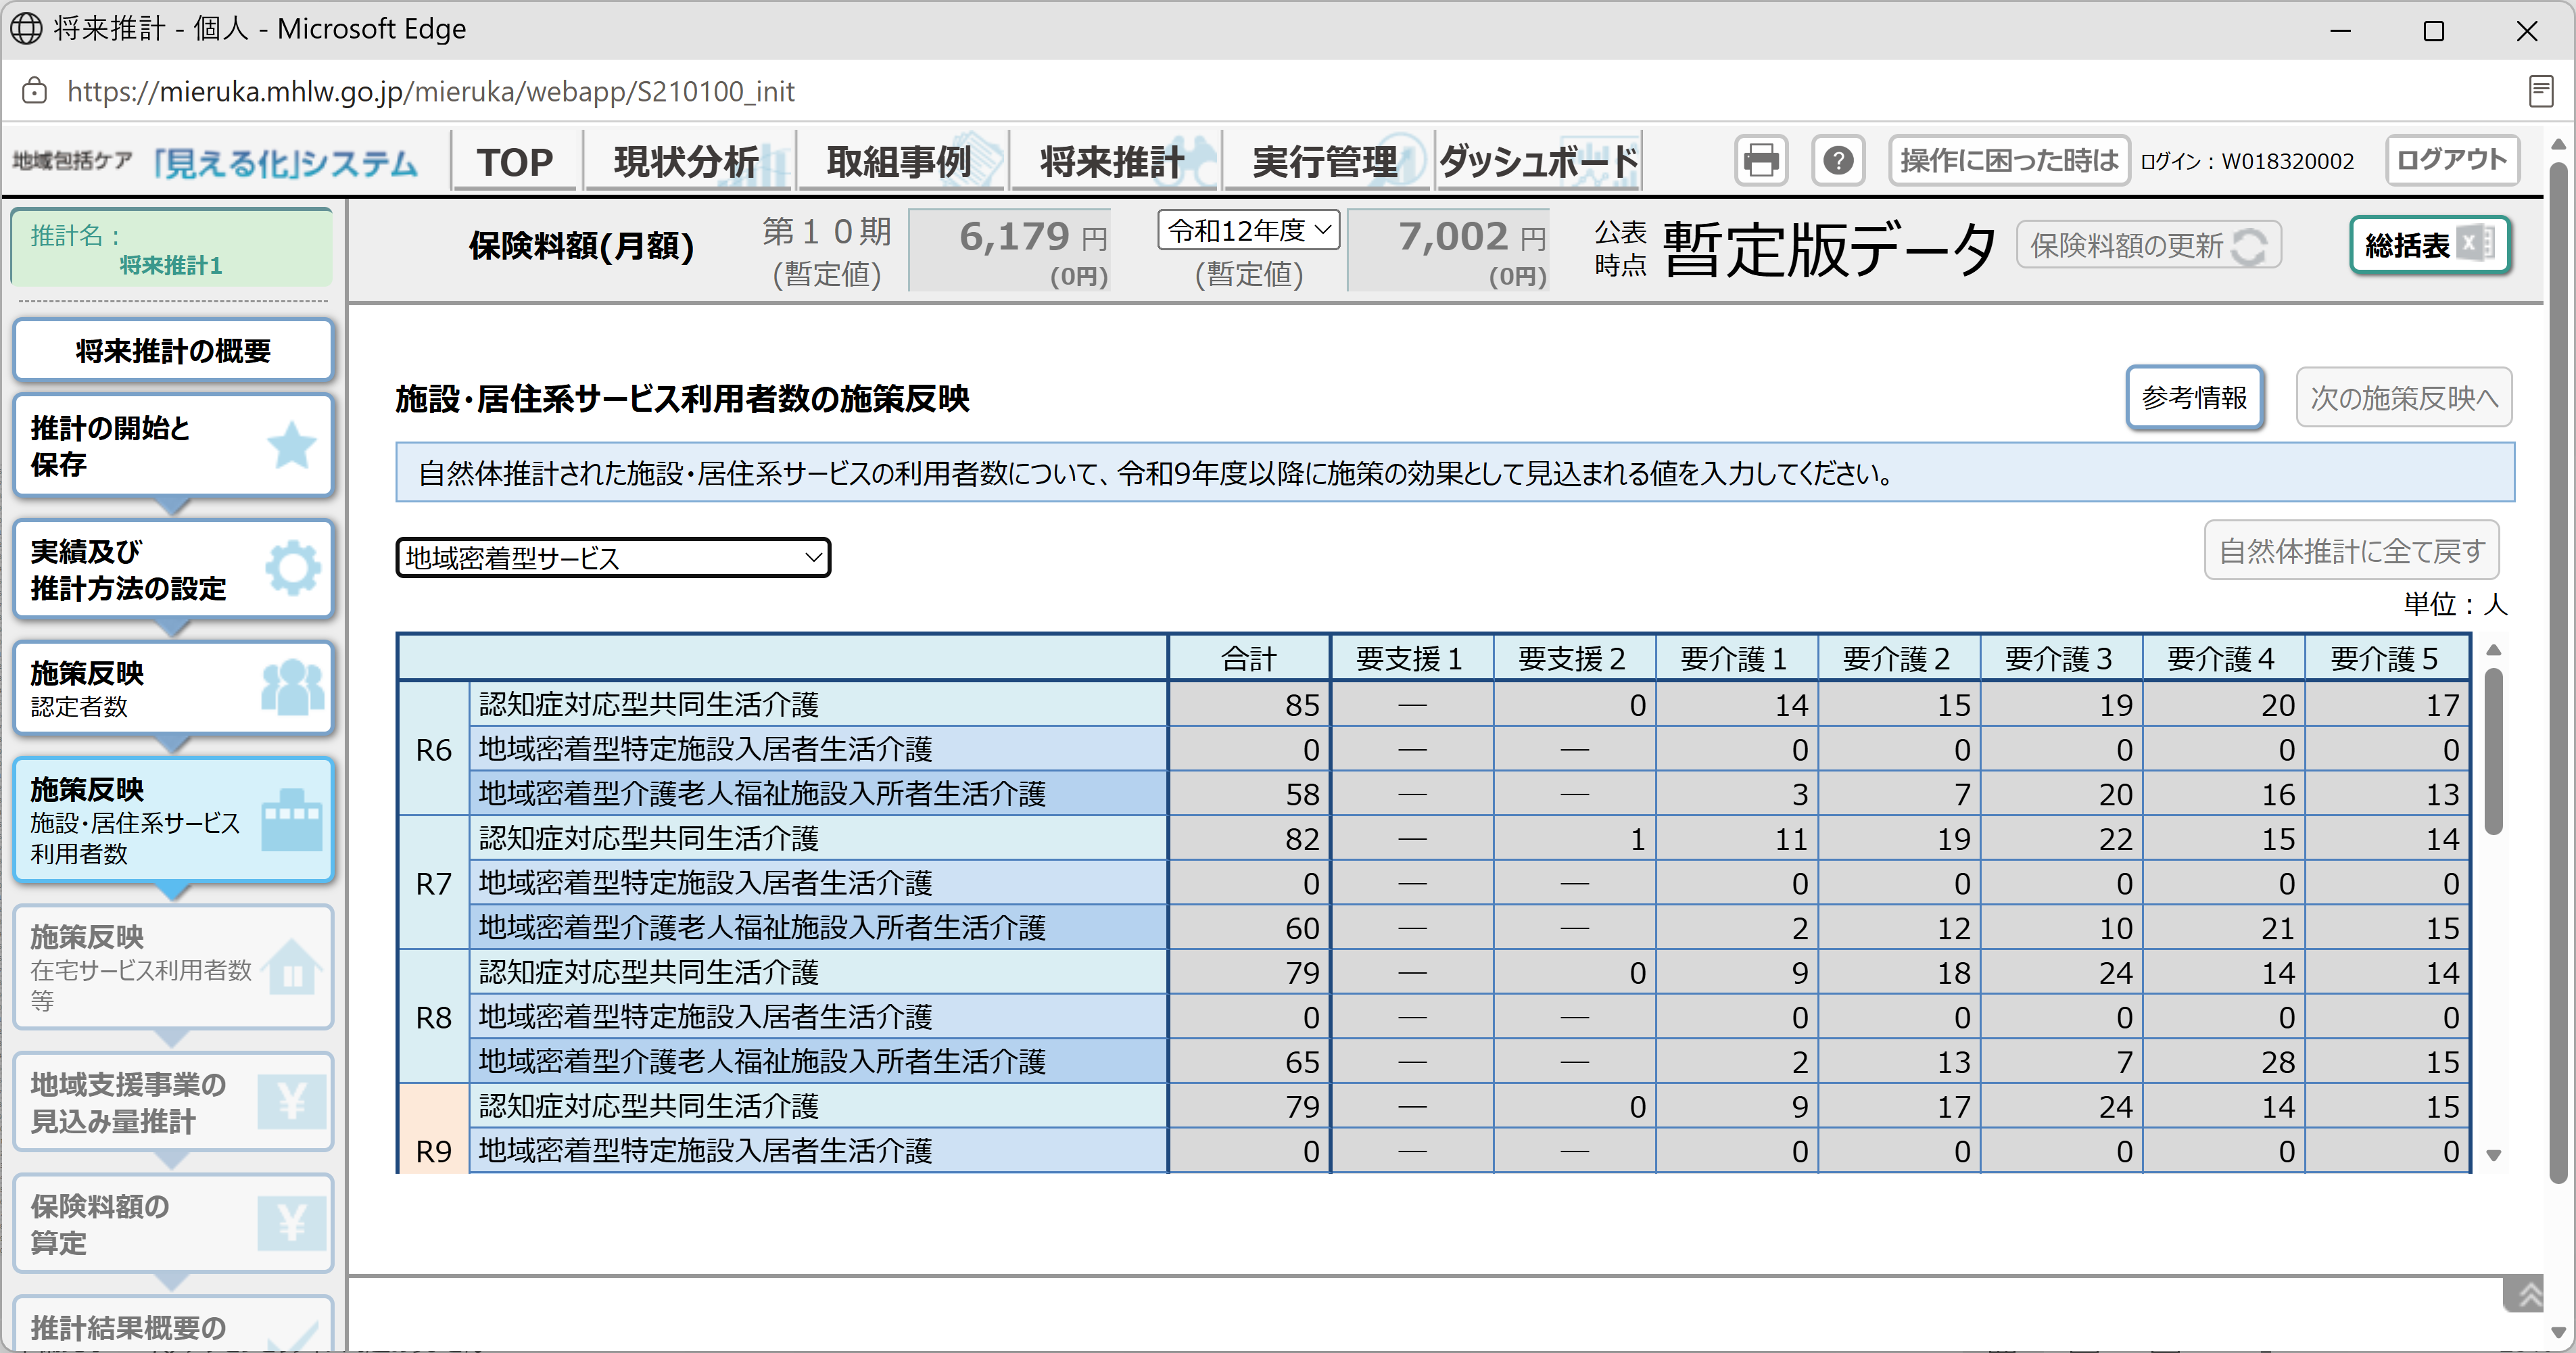 将来推計 - 個人 - Microsoft Edge
https://mieruka.mhlw.go.jp/mieruka/webapp/S210100_init
地域包括ケア 「見える化」システム TOP 現状分析 取組事例 将来推計 実行管理 ダッシュボード ? 操作に困った時は ログイン：W018320002 ログアウト
推計名：
将来推計1
保険料額(月額) 第１０期 (暫定値) 6,179 円 (0円) 令和12年度 (暫定値) 7,002 円 (0円) 公表時点 暫定版データ 保険料額の更新 総括表
将来推計の概要
推計の開始と
保存
実績及び
推計方法の設定
施策反映
認定者数
施策反映
施設・居住系サービス
利用者数
施策反映
在宅サービス利用者数
等
地域支援事業の
見込み量推計
¥
保険料額の
算定
¥
推計結果概要の
施設・居住系サービス利用者数の施策反映 参考情報 次の施策反映へ
自然体推計された施設・居住系サービスの利用者数について、令和9年度以降に施策の効果として見込まれる値を入力してください。
地域密着型サービス 自然体推計に全て戻す
単位：人
合計 要支援１ 要支援２ 要介護１ 要介護２ 要介護３ 要介護４ 要介護５
R6 認知症対応型共同生活介護 85 ― 0 14 15 19 20 17
地域密着型特定施設入居者生活介護 0 ― ― 0 0 0 0 0
地域密着型介護老人福祉施設入所者生活介護 58 ― ― 3 7 20 16 13
R7 認知症対応型共同生活介護 82 ― 1 11 19 22 15 14
地域密着型特定施設入居者生活介護 0 ― ― 0 0 0 0 0
地域密着型介護老人福祉施設入所者生活介護 60 ― ― 2 12 10 21 15
R8 認知症対応型共同生活介護 79 ― 0 9 18 24 14 14
地域密着型特定施設入居者生活介護 0 ― ― 0 0 0 0 0
地域密着型介護老人福祉施設入所者生活介護 65 ― ― 2 13 7 28 15
R9 認知症対応型共同生活介護 79 ― 0 9 17 24 14 15
地域密着型特定施設入居者生活介護 0 ― ― 0 0 0 0 0